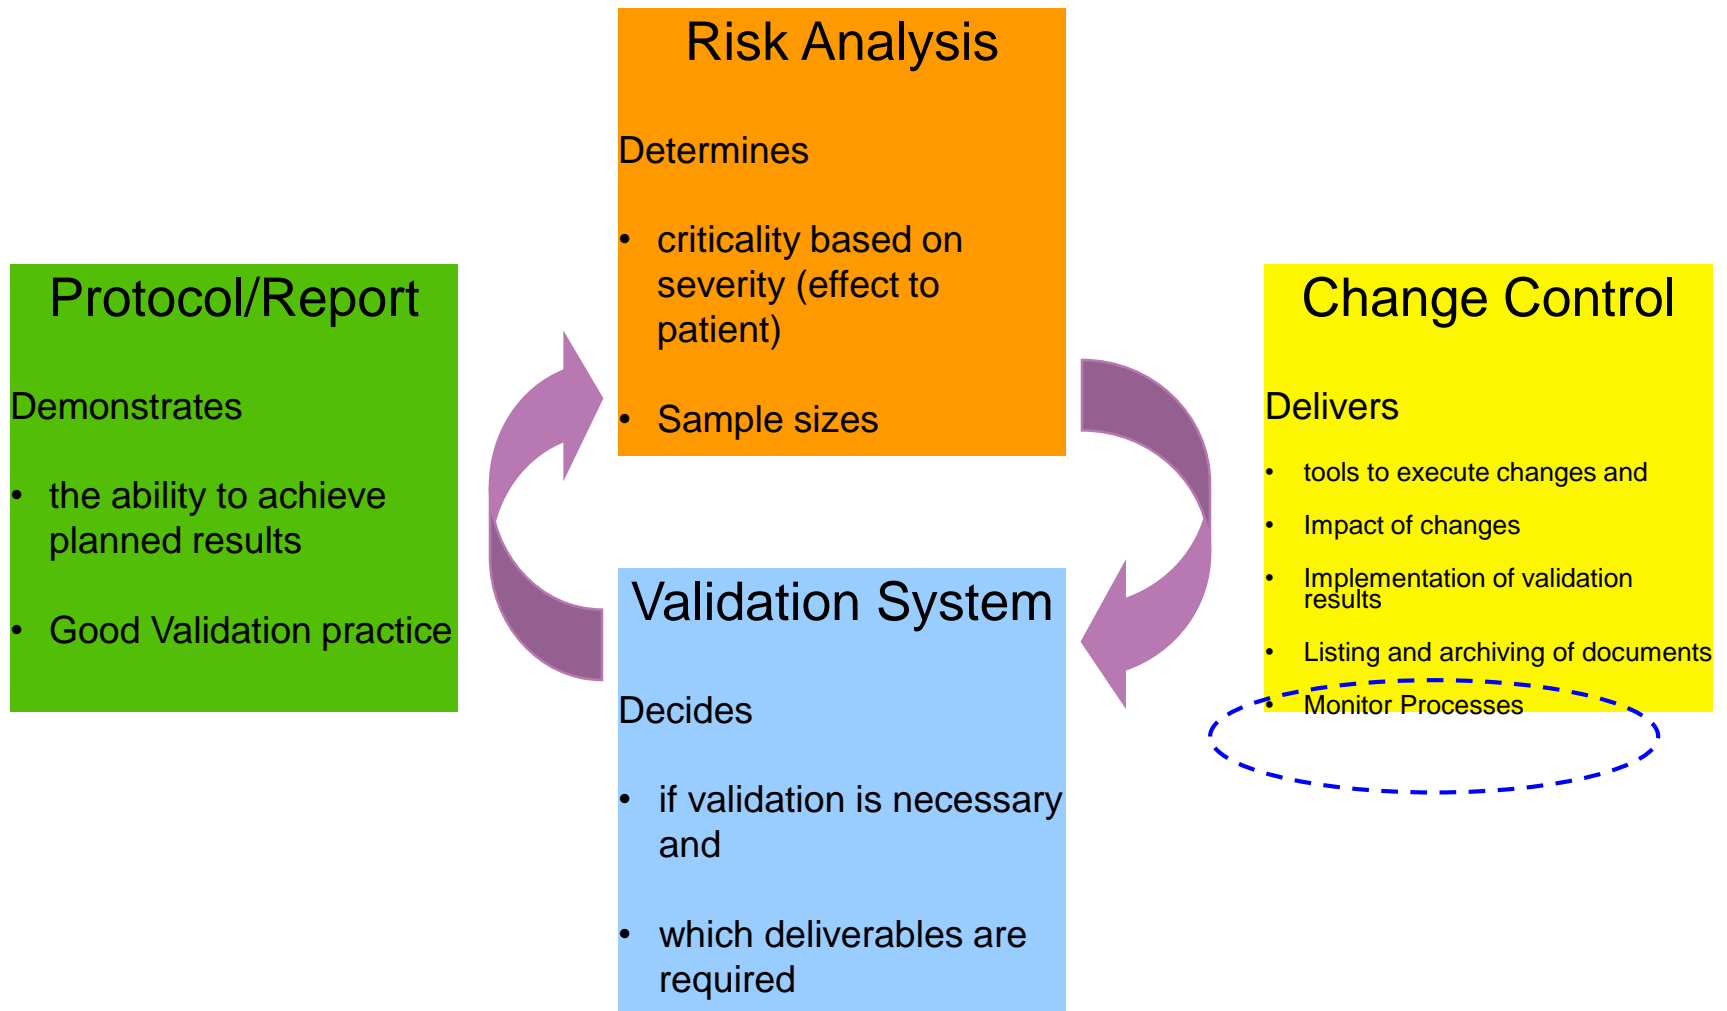 Risk Analysis
Determines
• criticality based on
severity (effect to
patient)
• Sample sizes
Protocol/Report
Demonstrates
• the ability to achieve
planned results
• Good Validation practice
Change Control
Delivers
• tools to execute changes and
• Impact of changes
• Implementation of validation
results
• Listing and archiving of documents
• Monitor Processes
Validation System
Decides
• if validation is necessary
and
• which deliverables are
required